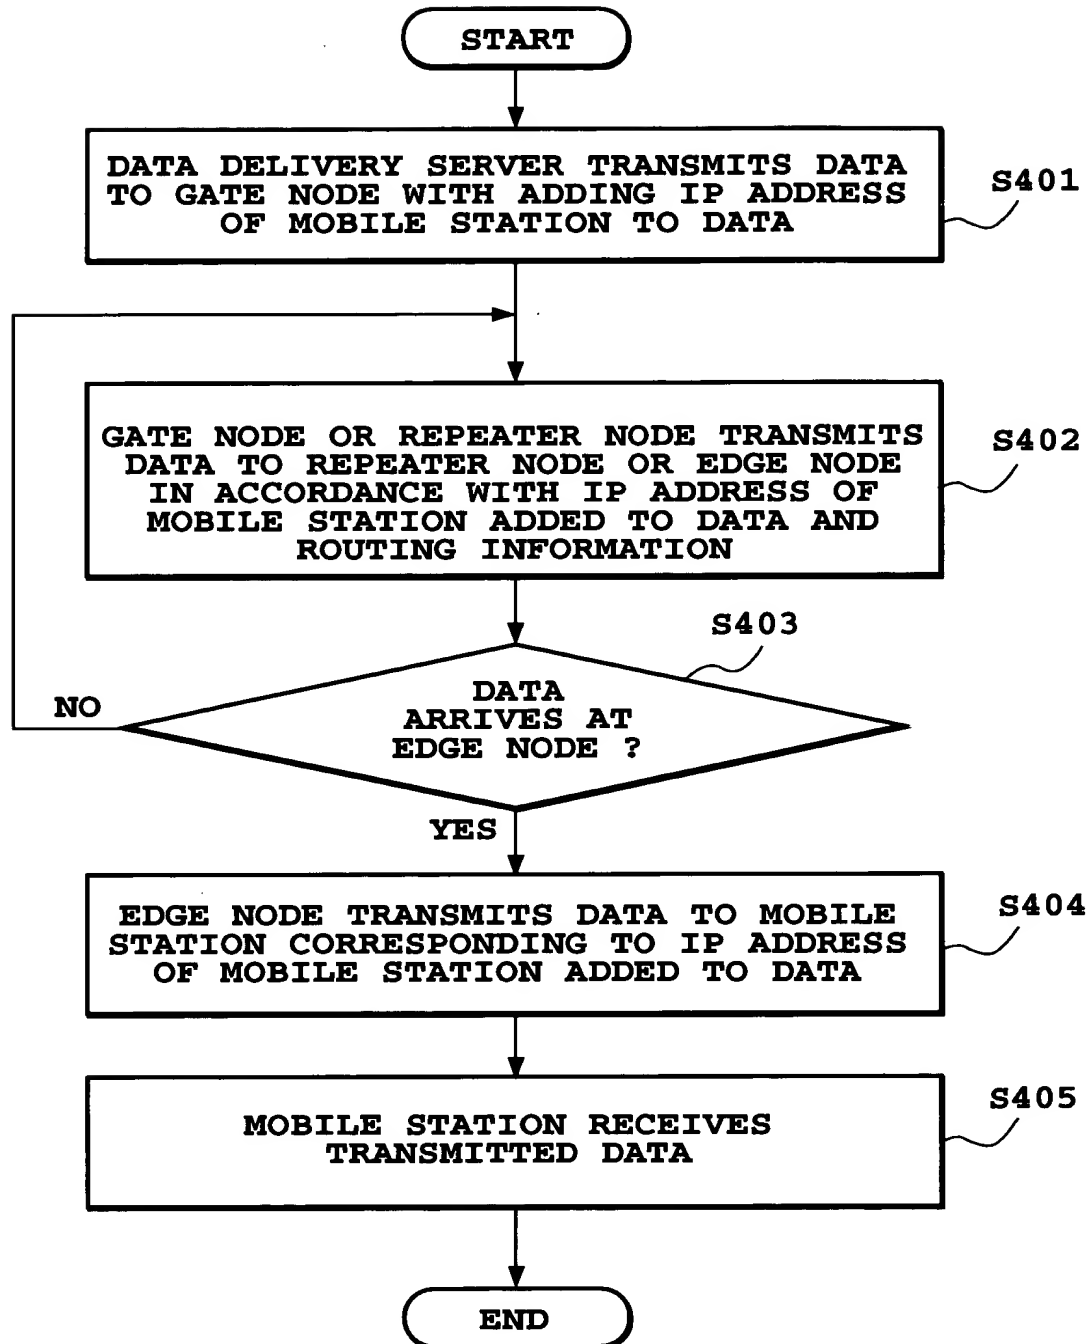 START
DATA DELIVERY SERVER TRANSMITS DATA
TO GATE NODE WITH ADDING IP ADDRESS
OF MOBILE STATION TO DATA
S401
GATE NODE OR REPEATER NODE TRANSMITS
DATA TO REPEATER NODE OR EDGE NODE
IN ACCORDANCE WITH IP ADDRESS OF
MOBILE STATION ADDED TO DATA AND
ROUTING INFORMATION
S402
S403
DATA
ARRIVES AT
EDGE NODE ?
NO
YES
EDGE NODE TRANSMITS DATA TO MOBILE
STATION CORRESPONDING TO IP ADDRESS
OF MOBILE STATION ADDED TO DATA
S404
MOBILE STATION RECEIVES
TRANSMITTED DATA
S405
END